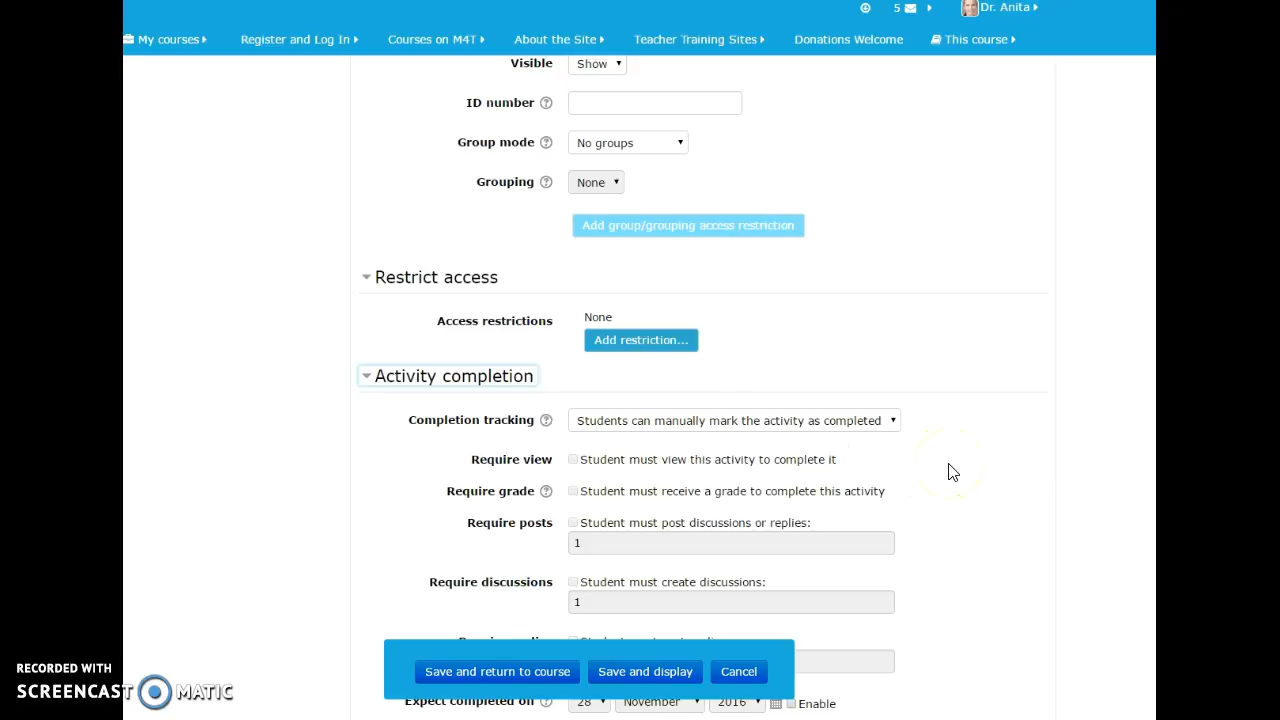 5
Dr. Anita
My courses
Register and Log In
Courses on M4T
About the Site
Teacher Training Sites
Donations Welcome
This course
Visible
Show
ID number
Group mode
No groups
Grouping
None
Add group/grouping access restriction
Restrict access
Access restrictions
None
Add restriction...
Activity completion
Completion tracking
Students can manually mark the activity as completed
Require view
Student must view this activity to complete it
Require grade
Student must receive a grade to complete this activity
Require posts
Student must post discussions or replies:
1
Require discussions
Student must create discussions:
1
Save and return to course
Save and display
Cancel
Expect completed on
28
November
2016
Enable
RECORDED WITH
SCREENCAST MATIC